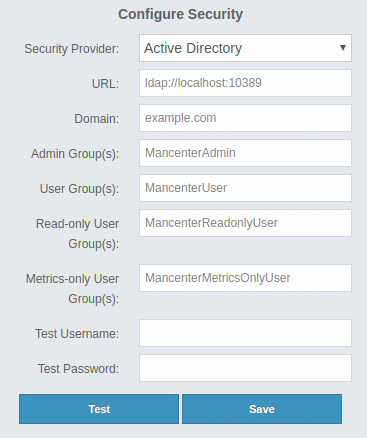 Configure Security
Security Provider: Active Directory
URL: ldap://localhost:10389
Domain: example.com
Admin Group(s): MancenterAdmin
User Group(s): MancenterUser
Read-only User MancenterReadonlyUser
Group(s):
Metrics-only User MancenterMetricsOnlyUser
Group(s):
Test Username:
Test Password:
Test Save